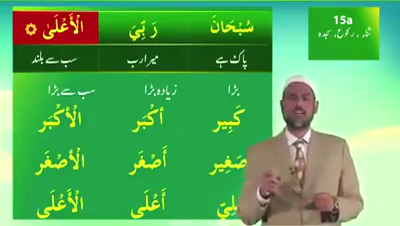 15a
ثناء ، رکوع، سجدہ
سُبْحَانَ رَبِّيَ الْأَعْلَىٰ
پاک ہے میرا رب سب سے بلند
بڑا زیادہ بڑا سب سے بڑا
كَبِير أَكْبَر الْأَكْبَر
صَغِير أَصْغَر الْأَصْغَر
أَعْلَى الْأَعْلَى